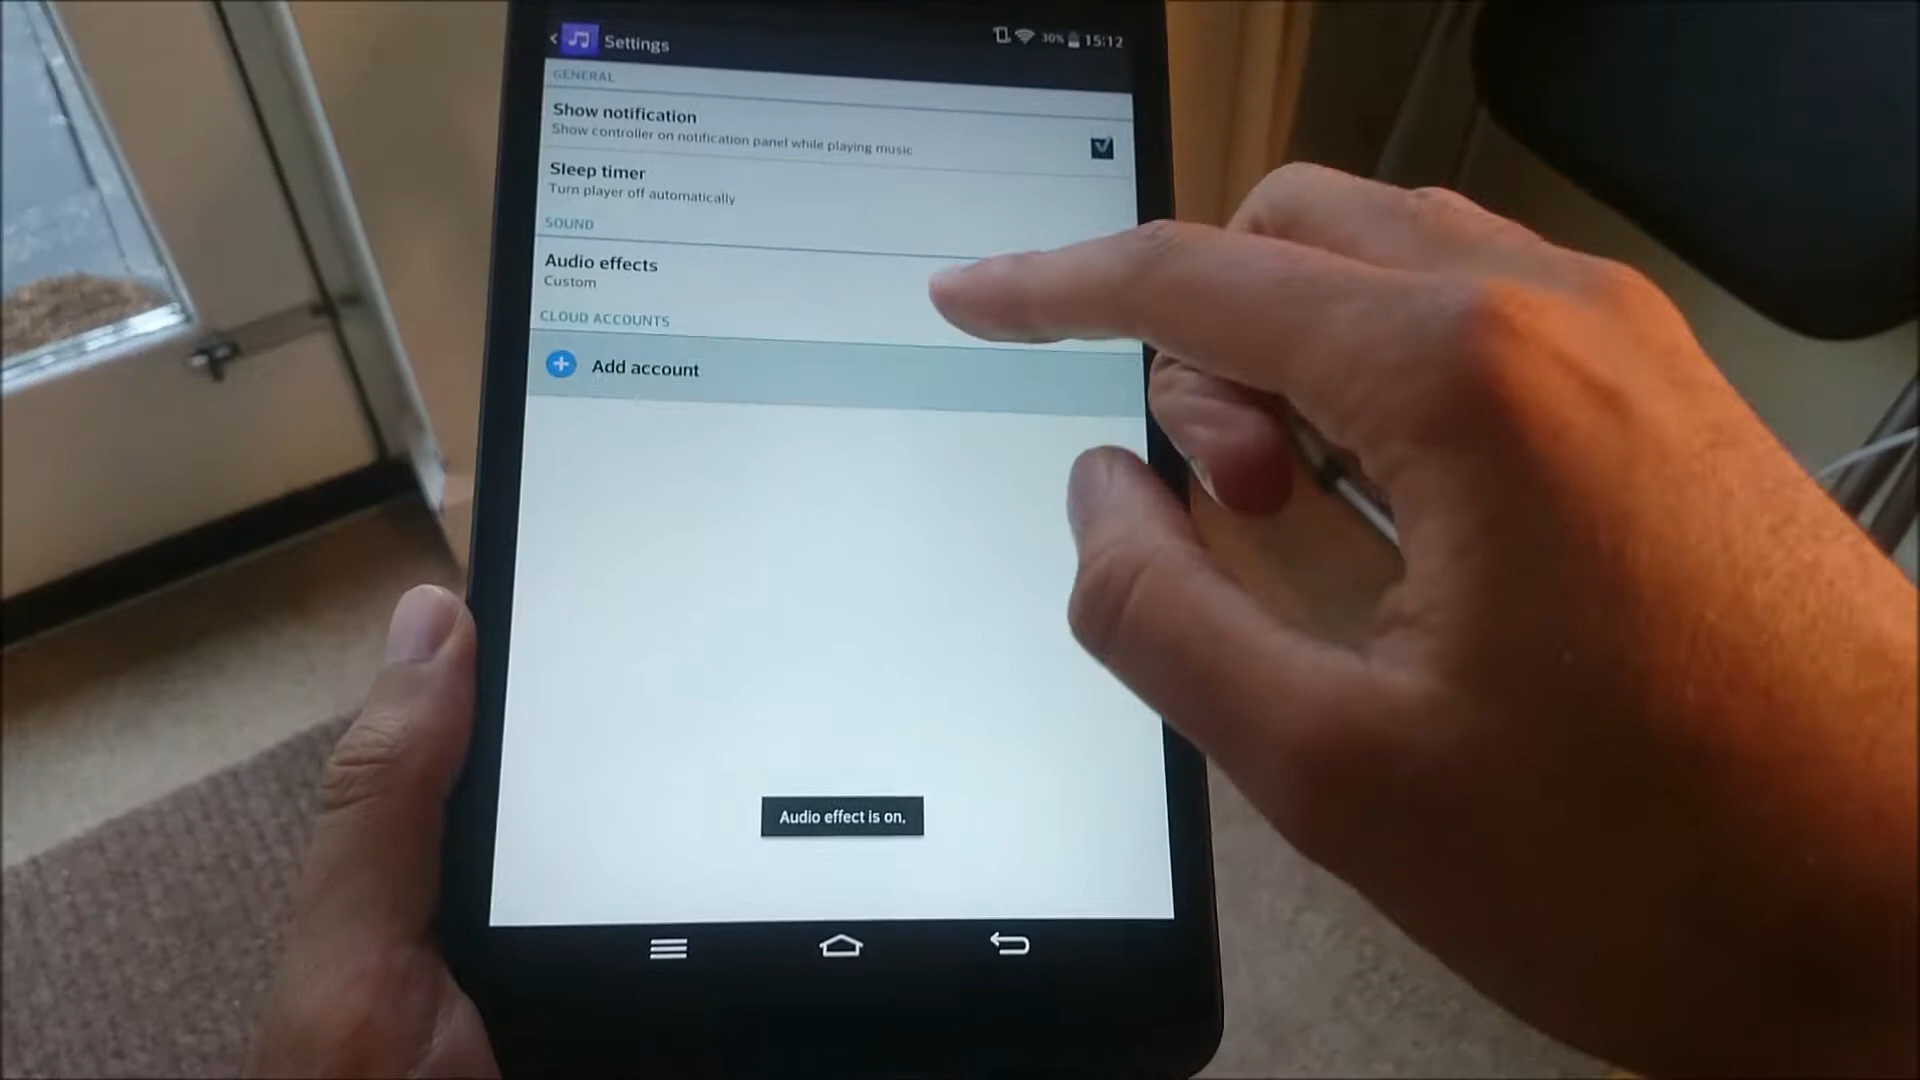 Settings
30% 15:12
GENERAL
Show notification
Show controller on notification panel while playing music
Sleep timer
Turn player off automatically
SOUND
Audio effects
Custom
CLOUD ACCOUNTS
Add account
Audio effect is on.